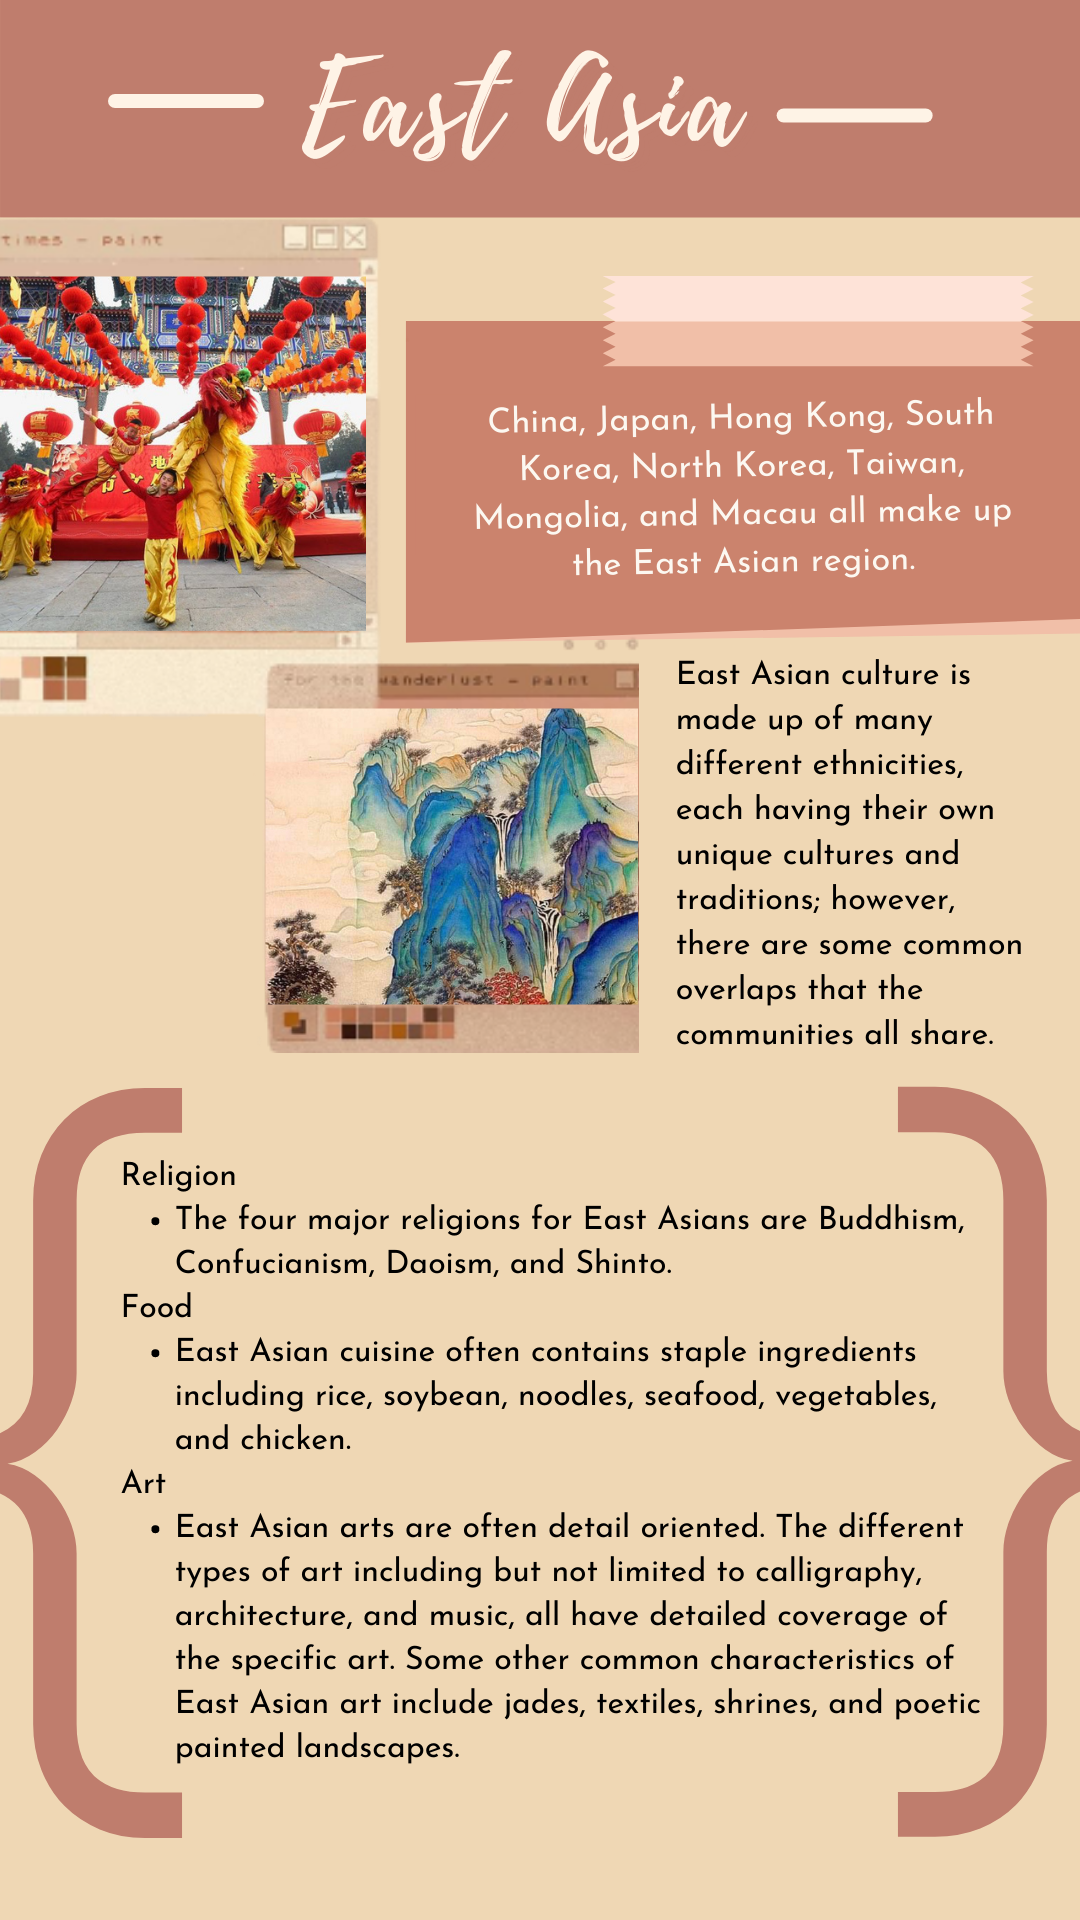 East Asia
times - paint
China, Japan, Hong Kong, South
Korea, North Korea, Taiwan,
Mongolia, and Macau all make up
the East Asian region.
for the wanderlust - paint
East Asian culture is
made up of many
different ethnicities,
each having their own
unique cultures and
traditions; however,
there are some common
overlaps that the
communities all share.
Religion
• The four major religions for East Asians are Buddhism,
Confucianism, Daoism, and Shinto.
Food
• East Asian cuisine often contains staple ingredients
including rice, soybean, noodles, seafood, vegetables,
and chicken.
Art
• East Asian arts are often detail oriented. The different
types of art including but not limited to calligraphy,
architecture, and music, all have detailed coverage of
the specific art. Some other common characteristics of
East Asian art include jades, textiles, shrines, and poetic
painted landscapes.